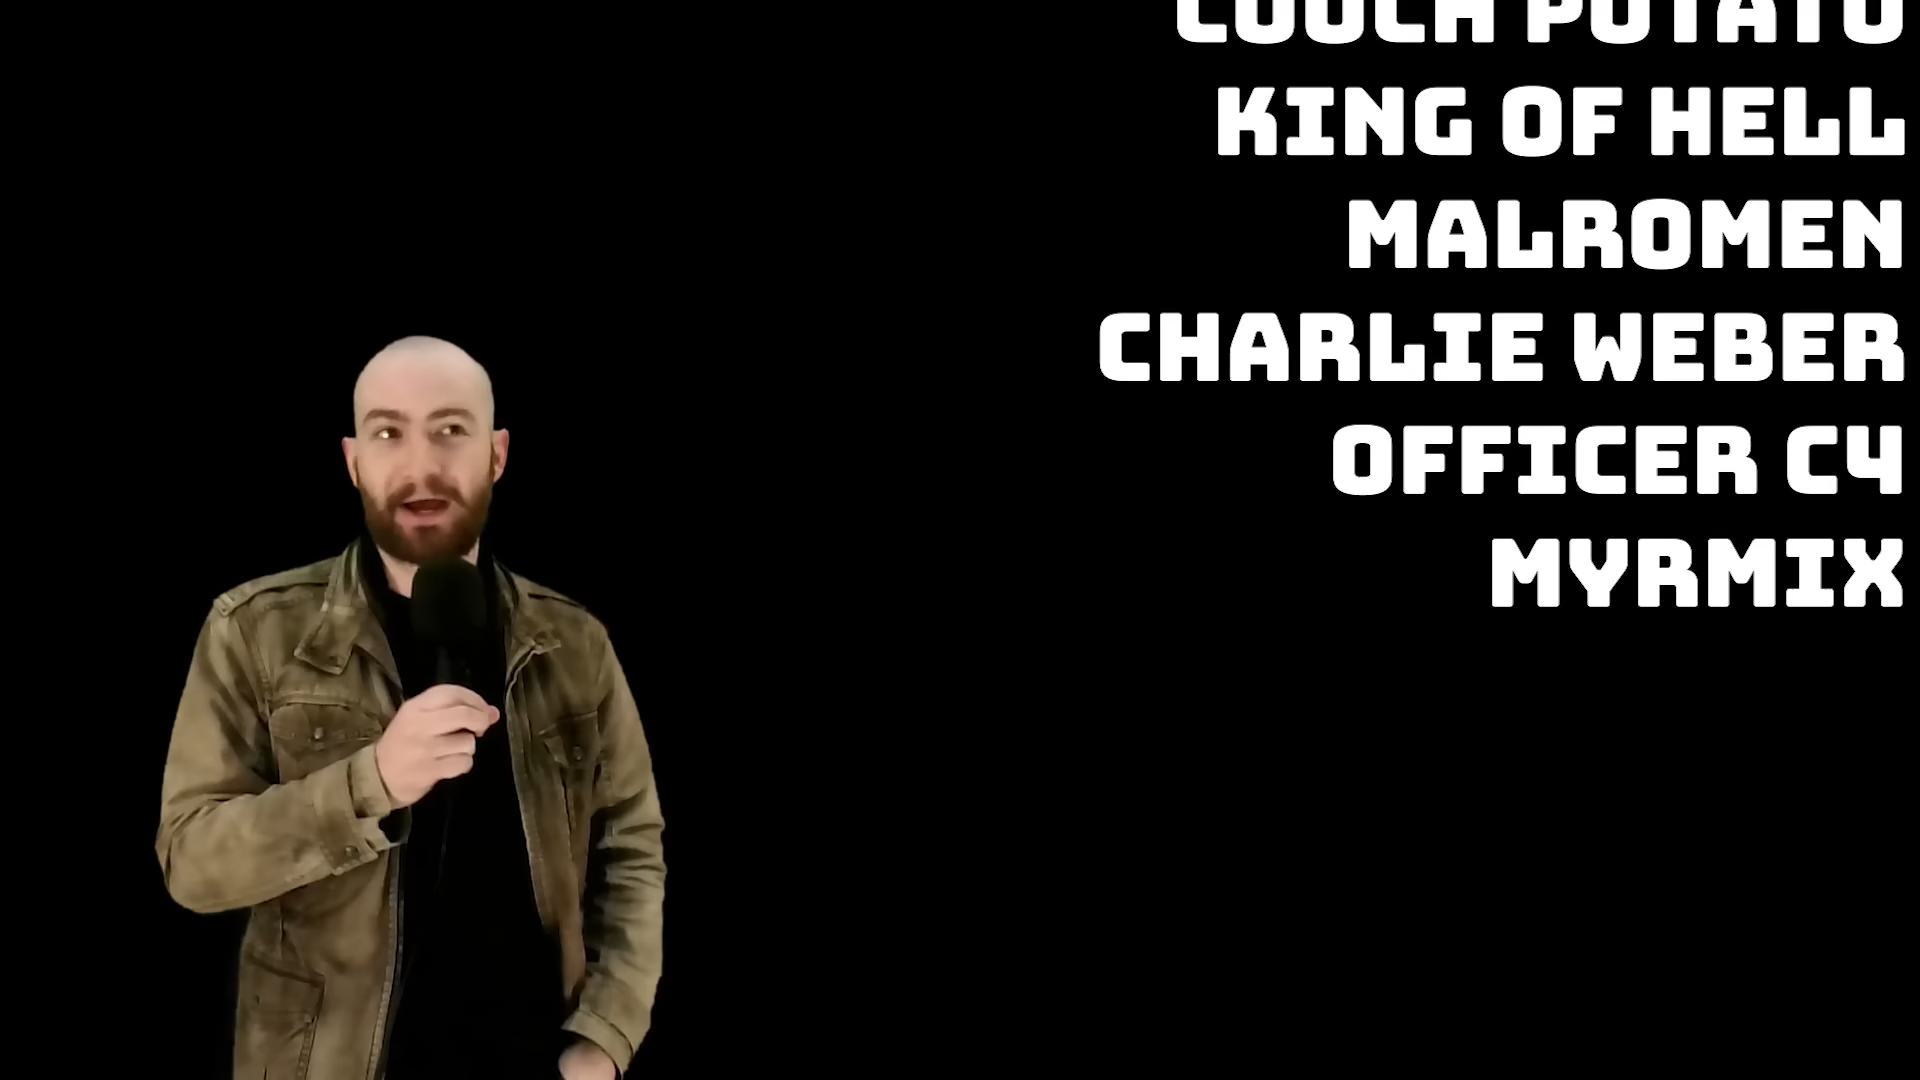 COUCH POTATO
KING OF HELL
MALROMEN
CHARLIE WEBER
OFFICER C4
MYRMIX